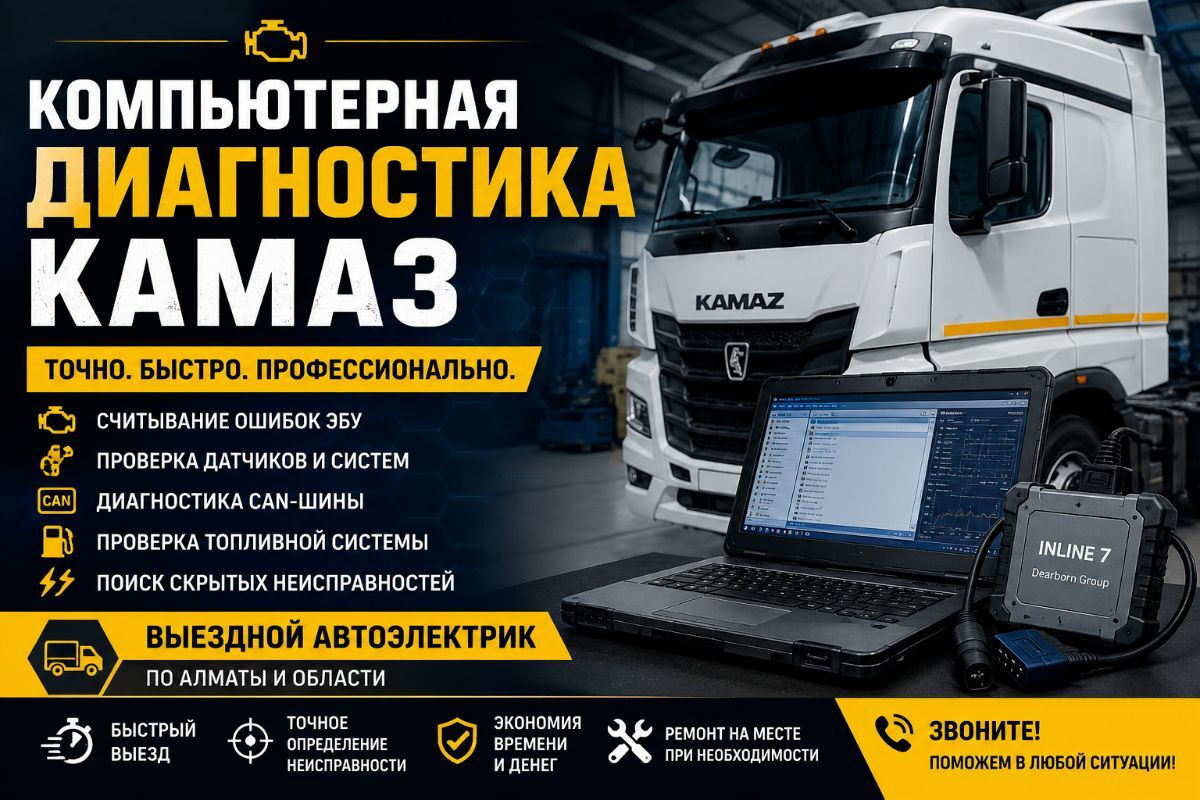 КОМПЬЮТЕРНАЯ
ДИАГНОСТИКА
КАМАЗ
ТОЧНО. БЫСТРО. ПРОФЕССИОНАЛЬНО.
СЧИТЫВАНИЕ ОШИБОК ЭБУ
ПРОВЕРКА ДАТЧИКОВ И СИСТЕМ
CAN
ДИАГНОСТИКА CAN-ШИНЫ
ПРОВЕРКА ТОПЛИВНОЙ СИСТЕМЫ
ПОИСК СКРЫТЫХ НЕИСПРАВНОСТЕЙ
ВЫЕЗДНОЙ АВТОЭЛЕКТРИК
ПО АЛМАТЫ И ОБЛАСТИ
KAMAZ
INLINE 7
Dearborn Group
БЫСТРЫЙ
ВЫЕЗД
ТОЧНОЕ
ОПРЕДЕЛЕНИЕ
НЕИСПРАВНОСТИ
ЭКОНОМИЯ
ВРЕМЕНИ
И ДЕНЕГ
РЕМОНТ НА МЕСТЕ
ПРИ НЕОБХОДИМОСТИ
ЗВОНИТЕ!
ПОМОЖЕМ В ЛЮБОЙ СИТУАЦИИ!